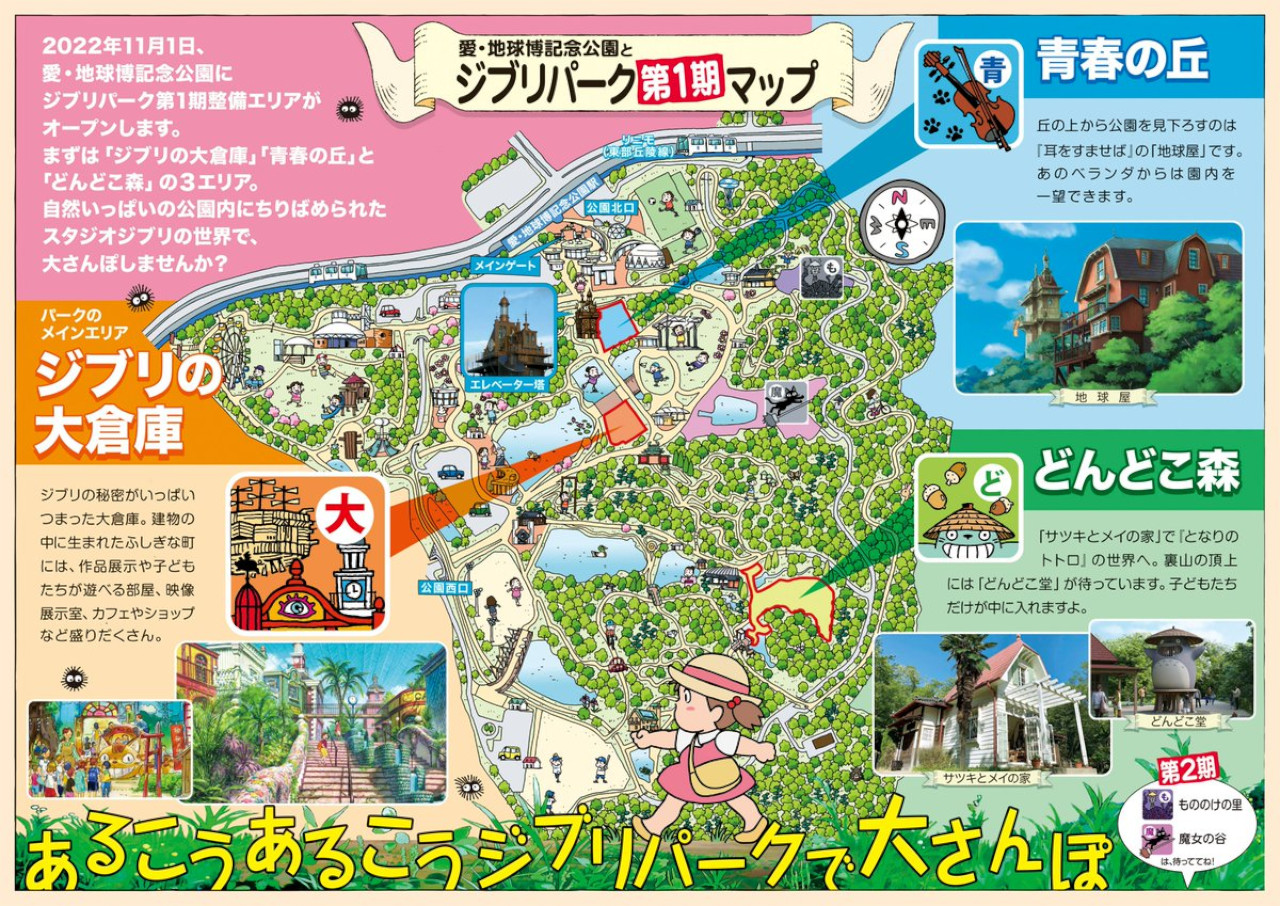 愛・地球博記念公園と
ジブリパーク第1期マップ
2022年11月1日、
愛・地球博記念公園に
ジブリパーク第1期整備エリアが
オープンします。
まずは「ジブリの大倉庫」「青春の丘」と
「どんどこ森」の3エリア。
自然いっぱいの公園内にちりばめられた
スタジオジブリの世界で、
大さんぽしませんか?
パークの
メインエリア
ジブリの
大倉庫
ジブリの秘密がいっぱい
つまった大倉庫。建物の
中に生まれたふしぎな町
には、作品展示や子ども
たちが遊べる部屋、映像
展示室、カフェやショップ
など盛りだくさん。
大
リニモ
(東部丘陵線)
愛・地球博記念公園駅
公園北口
メインゲート
エレベーター塔
公園西口
も
魔
青
青春の丘
丘の上から公園を見下ろすのは
『耳をすませば』の「地球屋」です。
あのベランダからは園内を
一望できます。
N
E
S
W
地球屋
ど
どんどこ森
「サツキとメイの家」で『となりの
トトロ』の世界へ。裏山の頂上
には「どんどこ堂」が待っています。子どもたち
だけが中に入れますよ。
どんどこ堂
サツキとメイの家
第2期
も
もののけの里
魔
魔女の谷
は、待っててね!
あるこうあるこうジブリパークで大さんぽ